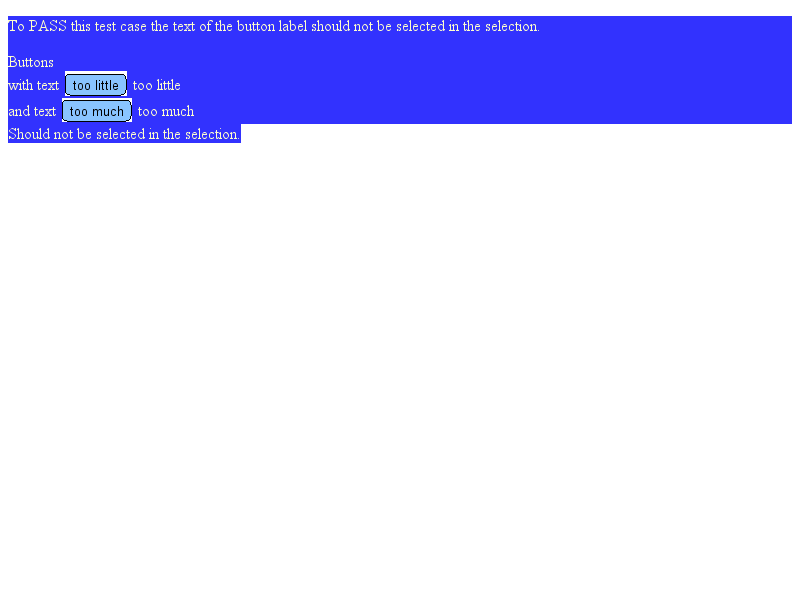 To PASS this test case the text of the button label should not be selected in the selection.
Buttons
with text too little too little
and text too much too much
Should not be selected in the selection.